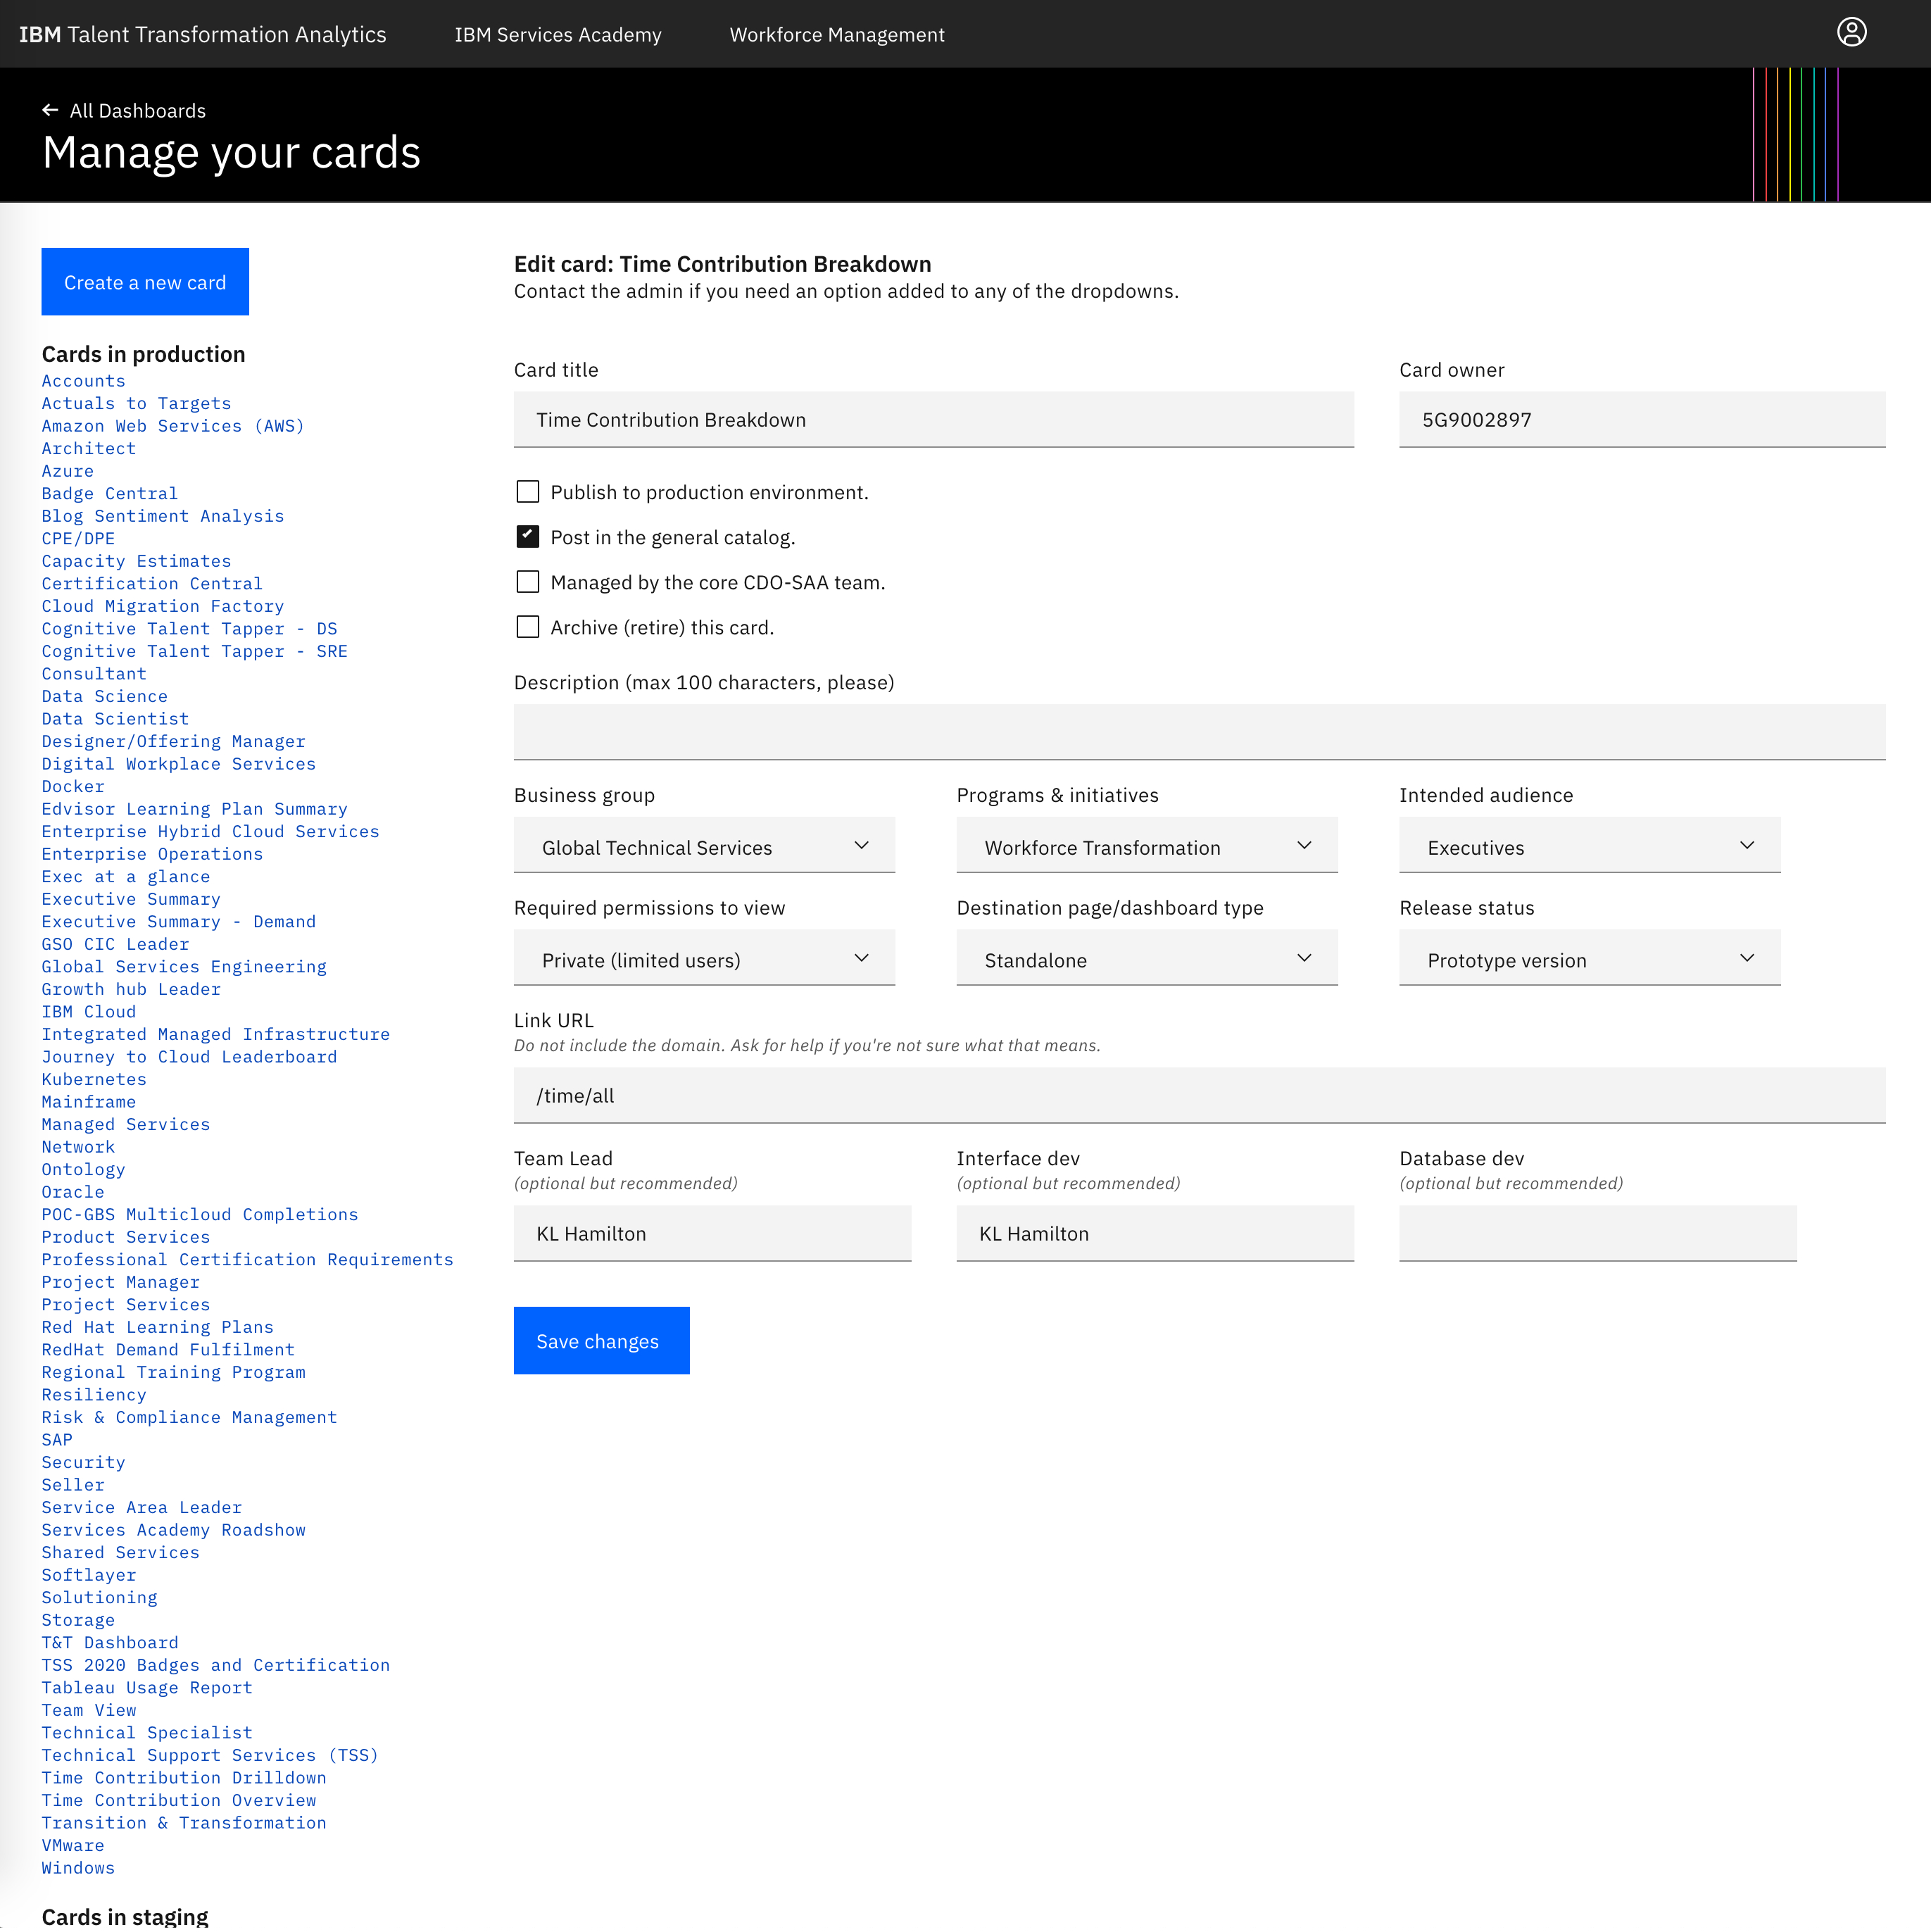 IBM Talent Transformation Analytics
IBM Services Academy
Workforce Management
← All Dashboards
Manage your cards
Create a new card
Cards in production
Accounts
Actuals to Targets
Amazon Web Services (AWS)
Architect
Azure
Badge Central
Blog Sentiment Analysis
CPE/DPE
Capacity Estimates
Certification Central
Cloud Migration Factory
Cognitive Talent Tapper - DS
Cognitive Talent Tapper - SRE
Consultant
Data Science
Data Scientist
Designer/Offering Manager
Digital Workplace Services
Docker
Edvisor Learning Plan Summary
Enterprise Hybrid Cloud Services
Enterprise Operations
Exec at a glance
Executive Summary
Executive Summary - Demand
GSO CIC Leader
Global Services Engineering
Growth hub Leader
IBM Cloud
Integrated Managed Infrastructure
Journey to Cloud Leaderboard
Kubernetes
Mainframe
Managed Services
Network
Ontology
Oracle
POC-GBS Multicloud Completions
Product Services
Professional Certification Requirements
Project Manager
Project Services
Red Hat Learning Plans
RedHat Demand Fulfilment
Regional Training Program
Resiliency
Risk & Compliance Management
SAP
Security
Seller
Service Area Leader
Services Academy Roadshow
Shared Services
Softlayer
Solutioning
Storage
T&T Dashboard
TSS 2020 Badges and Certification
Tableau Usage Report
Team View
Technical Specialist
Technical Support Services (TSS)
Time Contribution Drilldown
Time Contribution Overview
Transition & Transformation
VMware
Windows
Cards in staging
Edit card: Time Contribution Breakdown
Contact the admin if you need an option added to any of the dropdowns.
Card title
Time Contribution Breakdown
Card owner
5G9002897
Publish to production environment.
Post in the general catalog.
Managed by the core CDO-SAA team.
Archive (retire) this card.
Description (max 100 characters, please)
Business group
Global Technical Services
Programs & initiatives
Workforce Transformation
Intended audience
Executives
Required permissions to view
Private (limited users)
Destination page/dashboard type
Standalone
Release status
Prototype version
Link URL
Do not include the domain. Ask for help if you're not sure what that means.
/time/all
Team Lead
(optional but recommended)
KL Hamilton
Interface dev
(optional but recommended)
KL Hamilton
Database dev
(optional but recommended)
Save changes